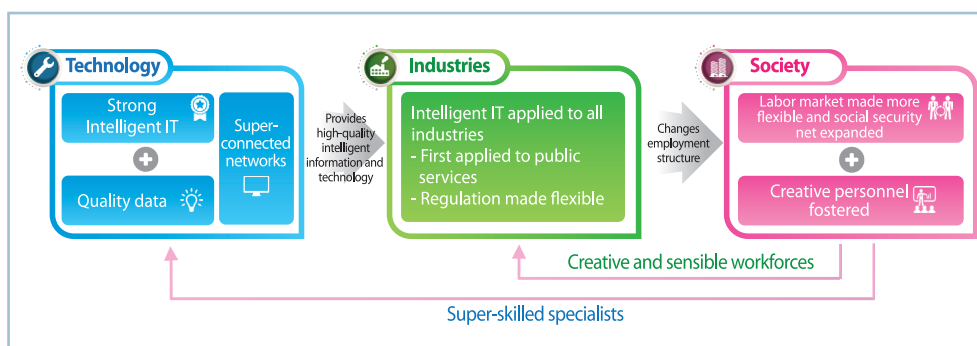 Technology
Strong
Intelligent IT
Quality data
Super-
connected
networks
Provides
high-quality
intelligent
information and
technology
Industries
Intelligent IT applied to all
industries
- First applied to public
services
- Regulation made flexible
Changes
employment
structure
Society
Labor market made more
flexible and social security
net expanded
Creative personnel
fostered
Creative and sensible workforces
Super-skilled specialists